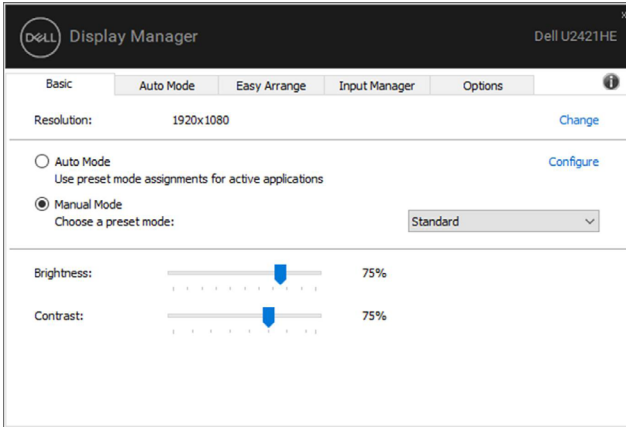 x
DELL Display Manager Dell U2421HE
Basic Auto Mode Easy Arrange Input Manager Options i
Resolution: 1920x1080 Change
Auto Mode Configure
Use preset mode assignments for active applications
Manual Mode
Choose a preset mode: Standard
Brightness: 75%
Contrast: 75%